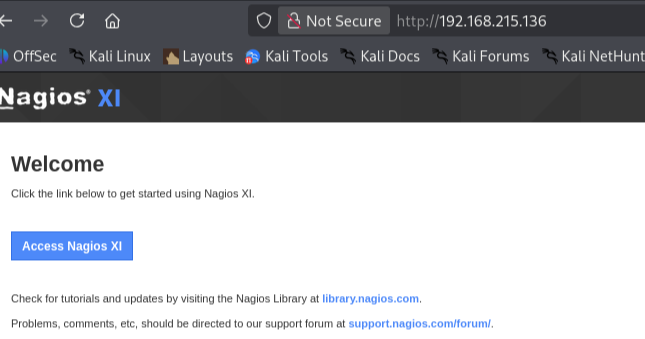 Not Secure http://192.168.215.136
OffSec Kali Linux Layouts Kali Tools Kali Docs Kali Forums Kali NetHunt
Nagios® XI
Welcome
Click the link below to get started using Nagios XI.
Access Nagios XI
Check for tutorials and updates by visiting the Nagios Library at library.nagios.com.
Problems, comments, etc, should be directed to our support forum at support.nagios.com/forum/.